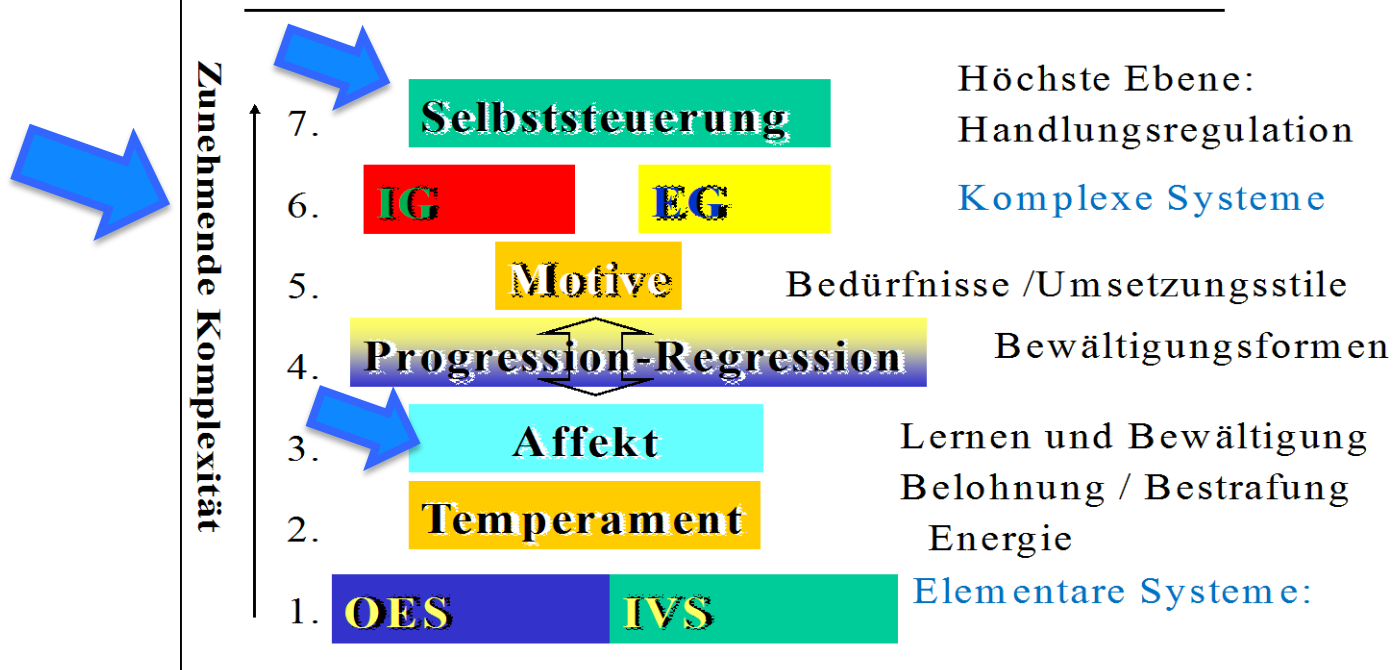 Zunehmende Komplexität
7. Selbststeuerung Höchste Ebene:
Handlungsregulation
6. IG EG Komplexe Systeme
5. Motive Bedürfnisse /Umsetzungsstile
4. Progression-Regression Bewältigungsformen
3. Affekt Lernen und Bewältigung
Belohnung / Bestrafung
2. Temperament Energie
1. OES IVS Elementare Systeme: